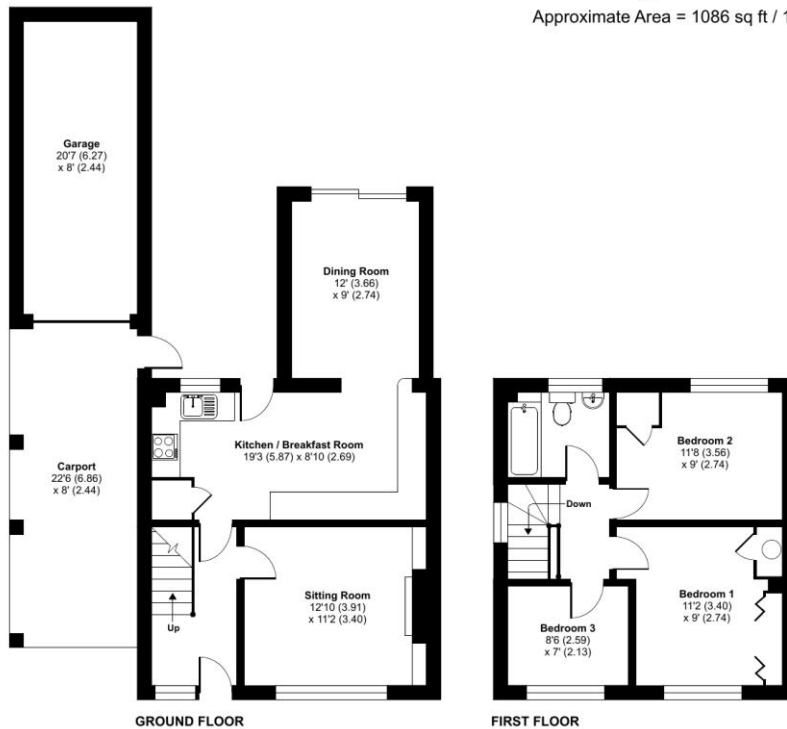 Approximate Area = 1086 sq ft / 1
Garage
20'7 (6.27)
x 8' (2.44)
Dining Room
12' (3.66)
x 9' (2.74)
Kitchen / Breakfast Room
19'3 (5.87) x 8'10 (2.69)
Carport
22'6 (6.86)
x 8' (2.44)
Sitting Room
12'10 (3.91)
x 11'2 (3.40)
Up
GROUND FLOOR
Bedroom 2
11'8 (3.56)
x 9' (2.74)
Down
Bedroom 1
11'2 (3.40)
x 9' (2.74)
Bedroom 3
8'6 (2.59)
x 7' (2.13)
FIRST FLOOR